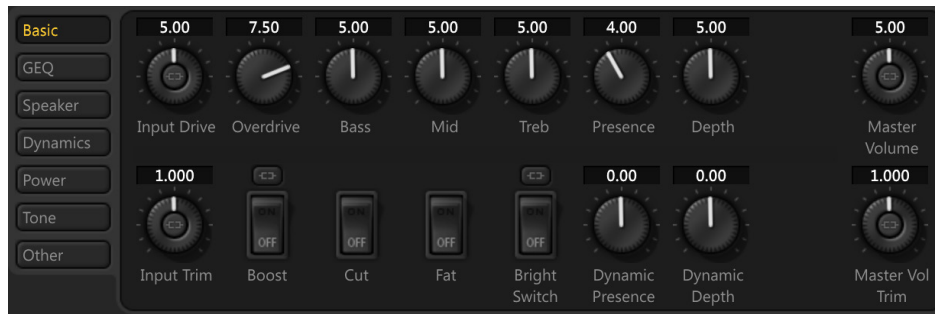 Basic
GEQ
Speaker
Dynamics
Power
Tone
Other
5.00 7.50 5.00 5.00 5.00 4.00 5.00 5.00
Input Drive Overdrive Bass Mid Treb Presence Depth Master
Volume
1.000 0.00 0.00 1.000
ON ON ON ON
OFF OFF OFF OFF
Input Trim Boost Cut Fat Bright Dynamic Dynamic Master Vol
Switch Presence Depth Trim